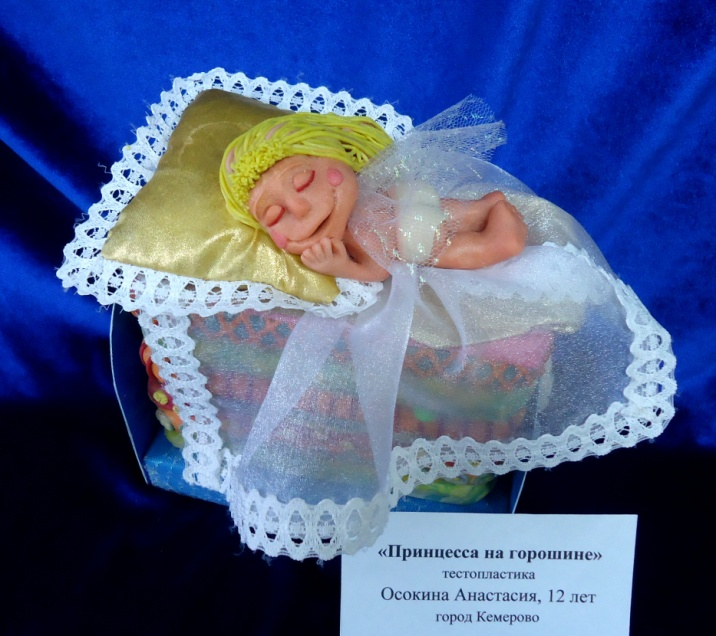 «Принцесса на горошине»
тестопластика
Осокина Анастасия, 12 лет
город Кемерово